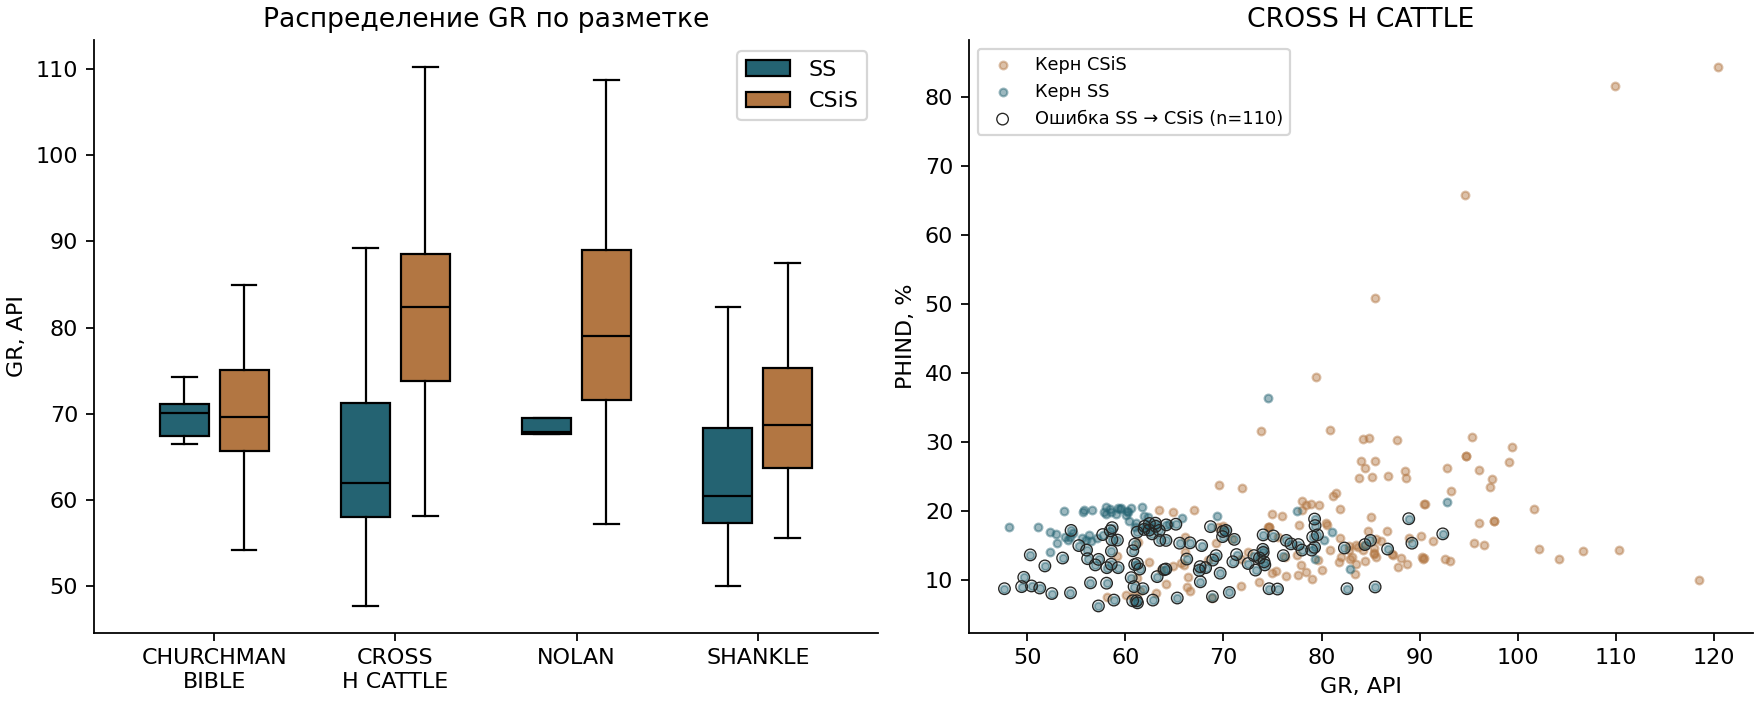 Распределение GR по разметке
GR, API
110
100
90
80
70
60
50
SS
CSiS
CHURCHMAN
BIBLE
CROSS
H CATTLE
NOLAN
SHANKLE
CROSS H CATTLE
PHIND, %
80
70
60
50
40
30
20
10
Керн CSiS
Керн SS
Ошибка SS → CSiS (n=110)
50
60
70
80
90
100
110
120
GR, API